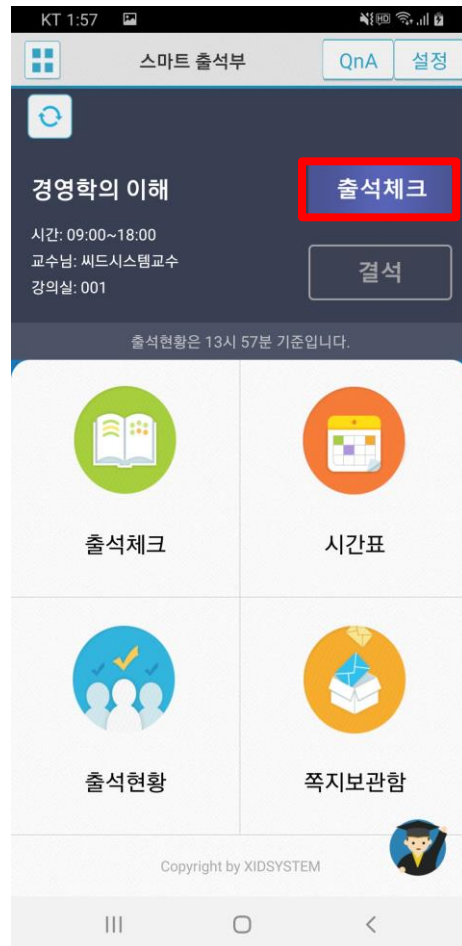 KT 1:57
스마트 출석부
QnA
설정
경영학의 이해
출석체크
시간: 09:00~18:00
교수님: 씨드시스템교수
강의실: 001
결석
출석현황은 13시 57분 기준입니다.
출석체크
시간표
출석현황
쪽지보관함
Copyright by XIDSYSTEM